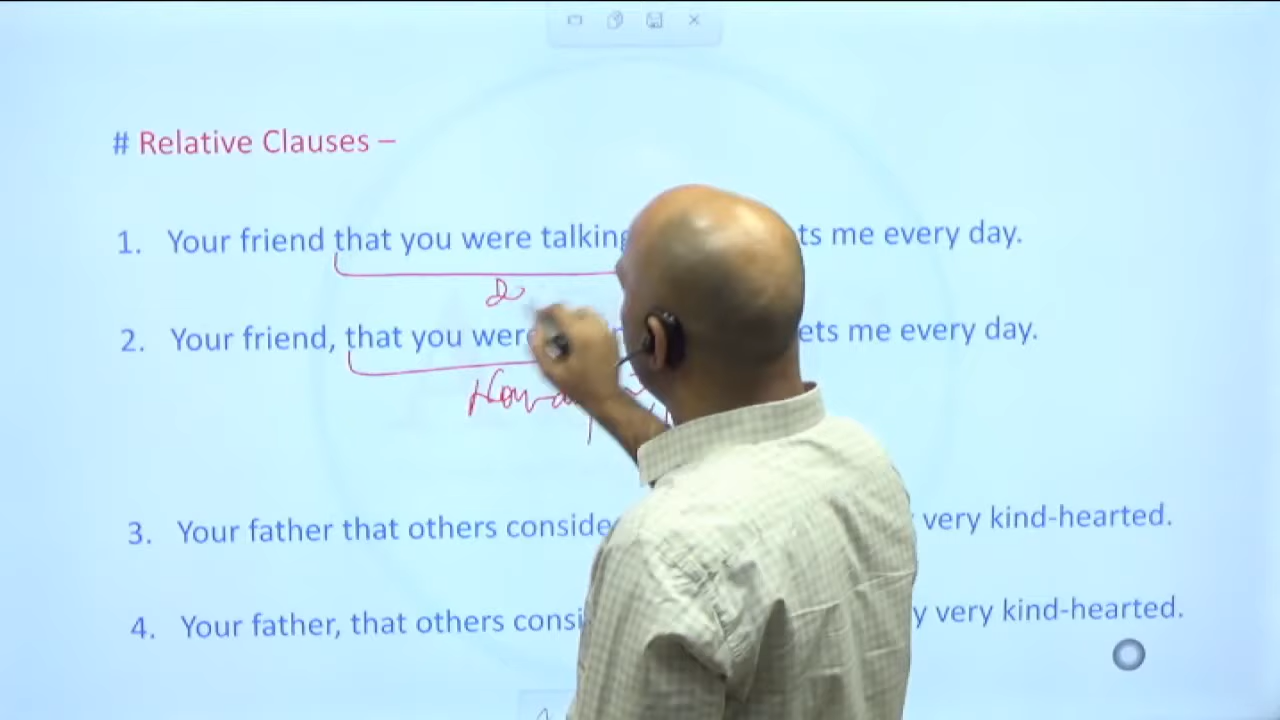 # Relative Clauses –
1. Your friend that you were talking ts me every day.
2. Your friend, that you were ets me every day.
3. Your father that others conside very kind-hearted.
4. Your father, that others consi y very kind-hearted.